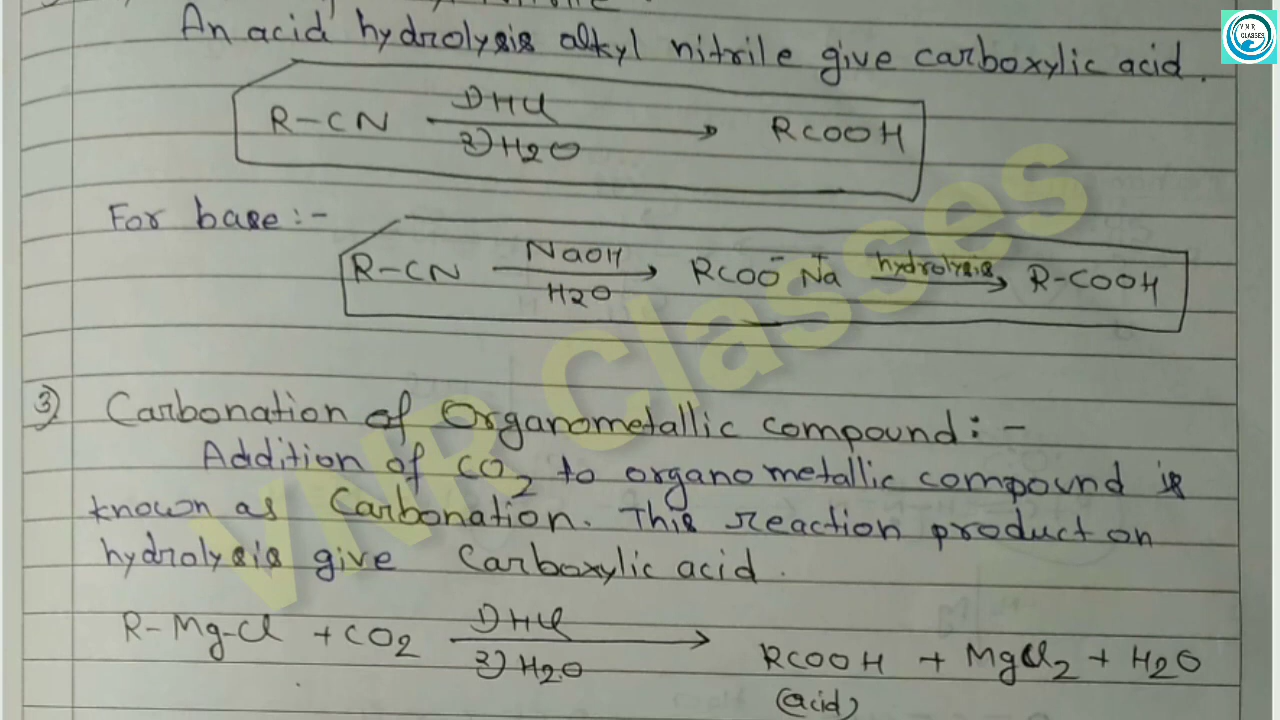 An acid hydrolysis alkyl nitrile give carboxylic acid.
R-CN 1) HCl 2) H2O → RCOOH
For base :-
R-CN NaOH H2O → RCOO⁻ Na⁺ hydrolysis → R-COOH
3) Carbonation of Organometallic compound : -
Addition of CO2 to organometallic compound is
known as Carbonation. This reaction product on
hydrolysis give Carboxylic acid.
R-Mg-Cl + CO2 1) HCl 2) H2O → RCOOH + MgCl2 + H2O
(acid)
VNR Classes
VNR
CLASSES